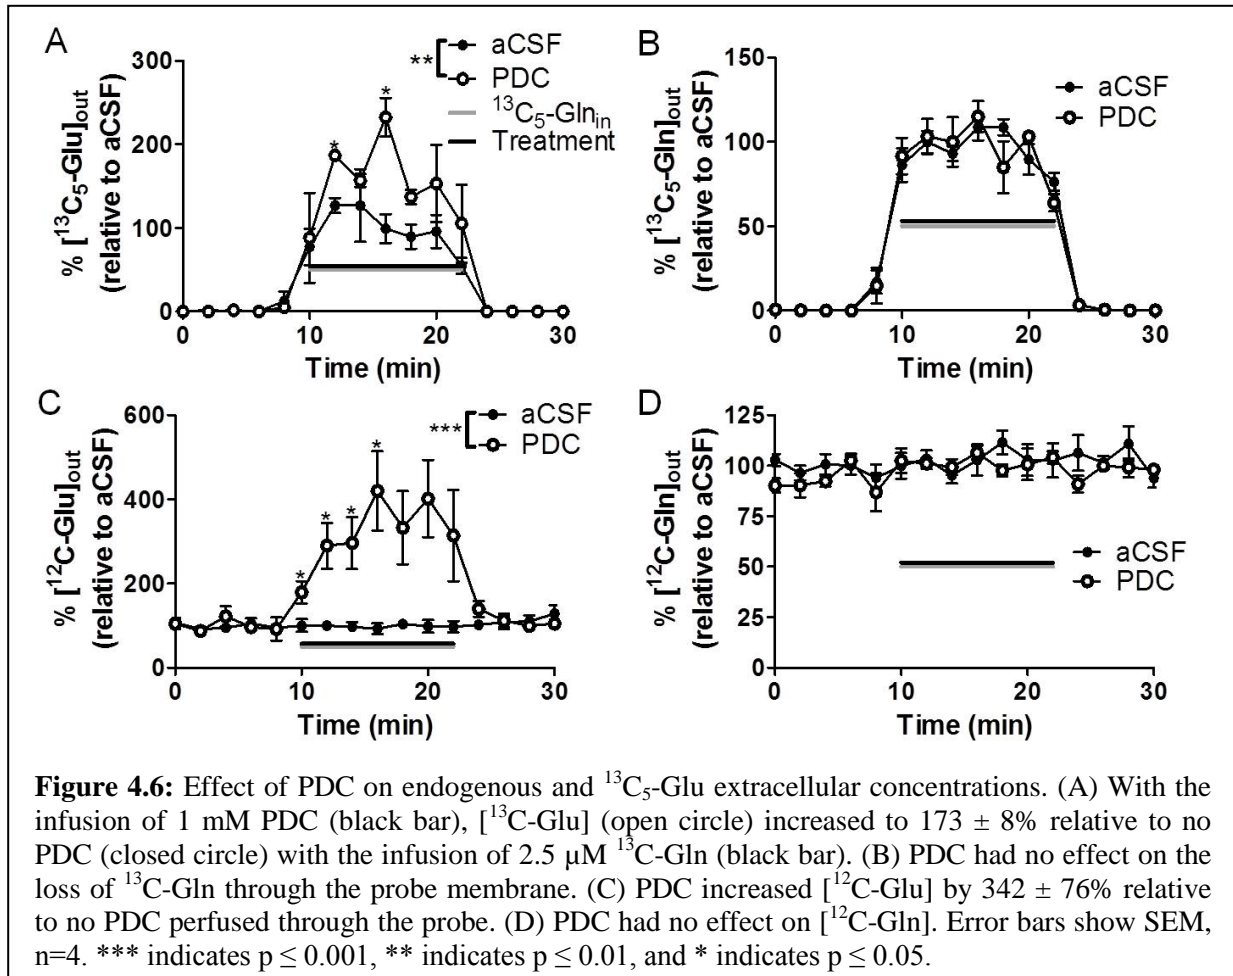 A
300
200
100
0
% [¹³C₅-Glu]out
(relative to aCSF)
**
aCSF
PDC
¹³C₅-Glnin
Treatment
*
*
0 10 20 30
Time (min)
B
150
100
50
0
% [¹³C₅-Gln]out
(relative to aCSF)
aCSF
PDC
0 10 20 30
Time (min)
C
600
400
200
0
% [¹²C-Glu]out
(relative to aCSF)
***
aCSF
PDC
*
*
*
*
0 10 20 30
Time (min)
D
125
100
75
50
25
0
% [¹²C-Gln]out
(relative to aCSF)
aCSF
PDC
0 10 20 30
Time (min)
Figure 4.6: Effect of PDC on endogenous and ¹³C₅-Glu extracellular concentrations. (A) With the
infusion of 1 mM PDC (black bar), [¹³C-Glu] (open circle) increased to 173 ± 8% relative to no
PDC (closed circle) with the infusion of 2.5 µM ¹³C-Gln (black bar). (B) PDC had no effect on the
loss of ¹³C-Gln through the probe membrane. (C) PDC increased [¹²C-Glu] by 342 ± 76% relative
to no PDC perfused through the probe. (D) PDC had no effect on [¹²C-Gln]. Error bars show SEM,
n=4. *** indicates p ≤ 0.001, ** indicates p ≤ 0.01, and * indicates p ≤ 0.05.